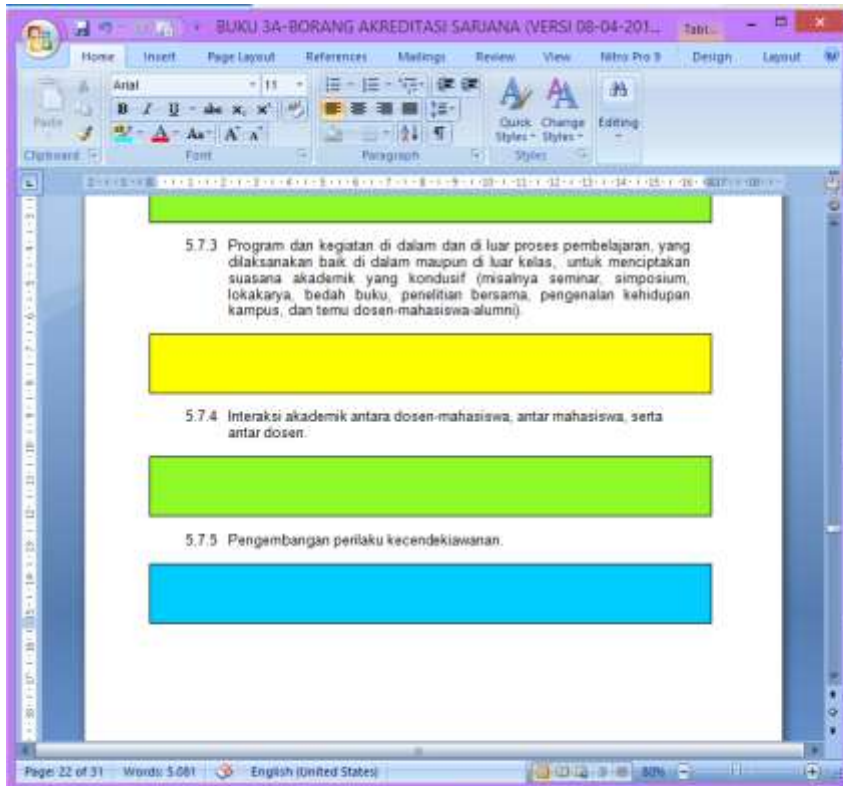 BUKU 3A-BORANG AKREDITASI SARJANA (VERSI 08-04-201...
Home Insert Page Layout References Mailings Review View Nitro Pro 9 Design Layout
Arial 11
Paste Quick Styles Change Styles Editing
Clipboard Font Paragraph Styles
5.7.3 Program dan kegiatan di dalam dan di luar proses pembelajaran, yang
dilaksanakan baik di dalam maupun di luar kelas, untuk menciptakan
suasana akademik yang kondusif (misalnya seminar, simposium,
lokakarya, bedah buku, penelitian bersama, pengenalan kehidupan
kampus, dan temu dosen-mahasiswa-alumni).
5.7.4 Interaksi akademik antara dosen-mahasiswa, antar mahasiswa, serta
antar dosen.
5.7.5 Pengembangan perilaku kecendekiawanan.
Page: 22 of 31 Words: 5.081 English (United States) 80%